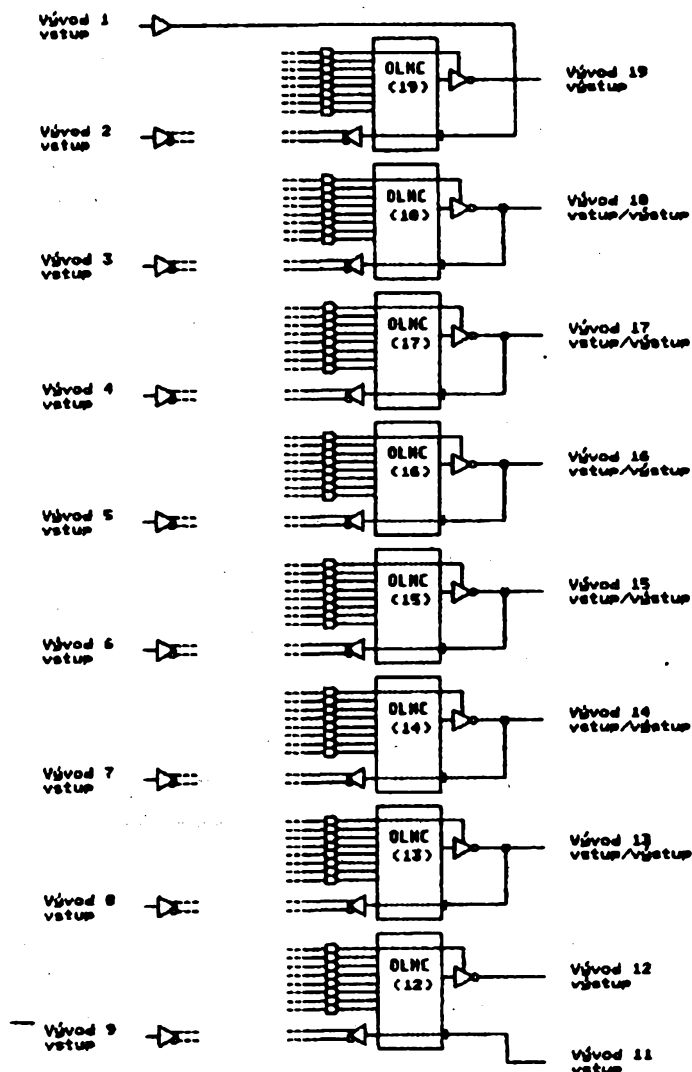 Vývod 1
vstup
OLMC
(19)
Vývod 19
výstup
Vývod 2
vstup
OLMC
(18)
Vývod 18
vstup/výstup
Vývod 3
vstup
OLMC
(17)
Vývod 17
vstup/výstup
Vývod 4
vstup
OLMC
(16)
Vývod 16
vstup/výstup
Vývod 5
vstup
OLMC
(15)
Vývod 15
vstup/výstup
Vývod 6
vstup
OLMC
(14)
Vývod 14
vstup/výstup
Vývod 7
vstup
OLMC
(13)
Vývod 13
vstup/výstup
Vývod 8
vstup
OLMC
(12)
Vývod 12
výstup
Vývod 9
vstup
Vývod 11
vstup